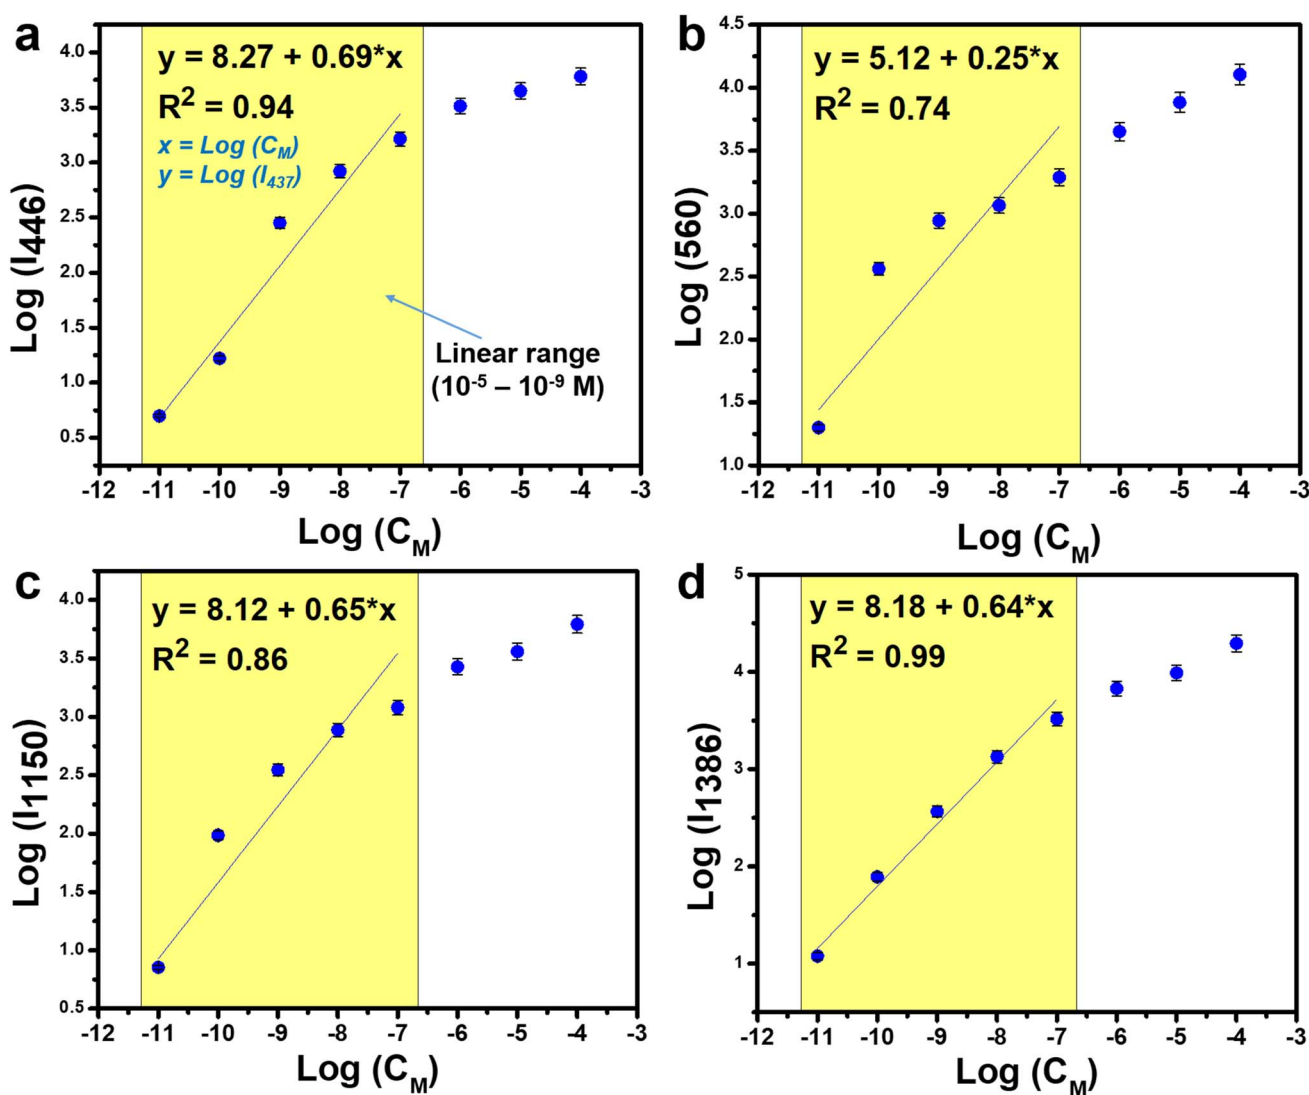 a
y = 8.27 + 0.69*x
R² = 0.94
x = Log (C_M)
y = Log (I_437)
Linear range
(10⁻⁵ – 10⁻⁹ M)
4.0
3.5
3.0
2.5
2.0
1.5
1.0
0.5
Log (I446)
-12 -11 -10 -9 -8 -7 -6 -5 -4 -3
Log (C_M)
b
y = 5.12 + 0.25*x
R² = 0.74
4.5
4.0
3.5
3.0
2.5
2.0
1.5
1.0
Log (560)
-12 -11 -10 -9 -8 -7 -6 -5 -4 -3
Log (C_M)
c
y = 8.12 + 0.65*x
R² = 0.86
4.0
3.5
3.0
2.5
2.0
1.5
1.0
0.5
Log (I1150)
-12 -11 -10 -9 -8 -7 -6 -5 -4 -3
Log (C_M)
d
y = 8.18 + 0.64*x
R² = 0.99
5
4
3
2
1
Log (I1386)
-12 -11 -10 -9 -8 -7 -6 -5 -4 -3
Log (C_M)